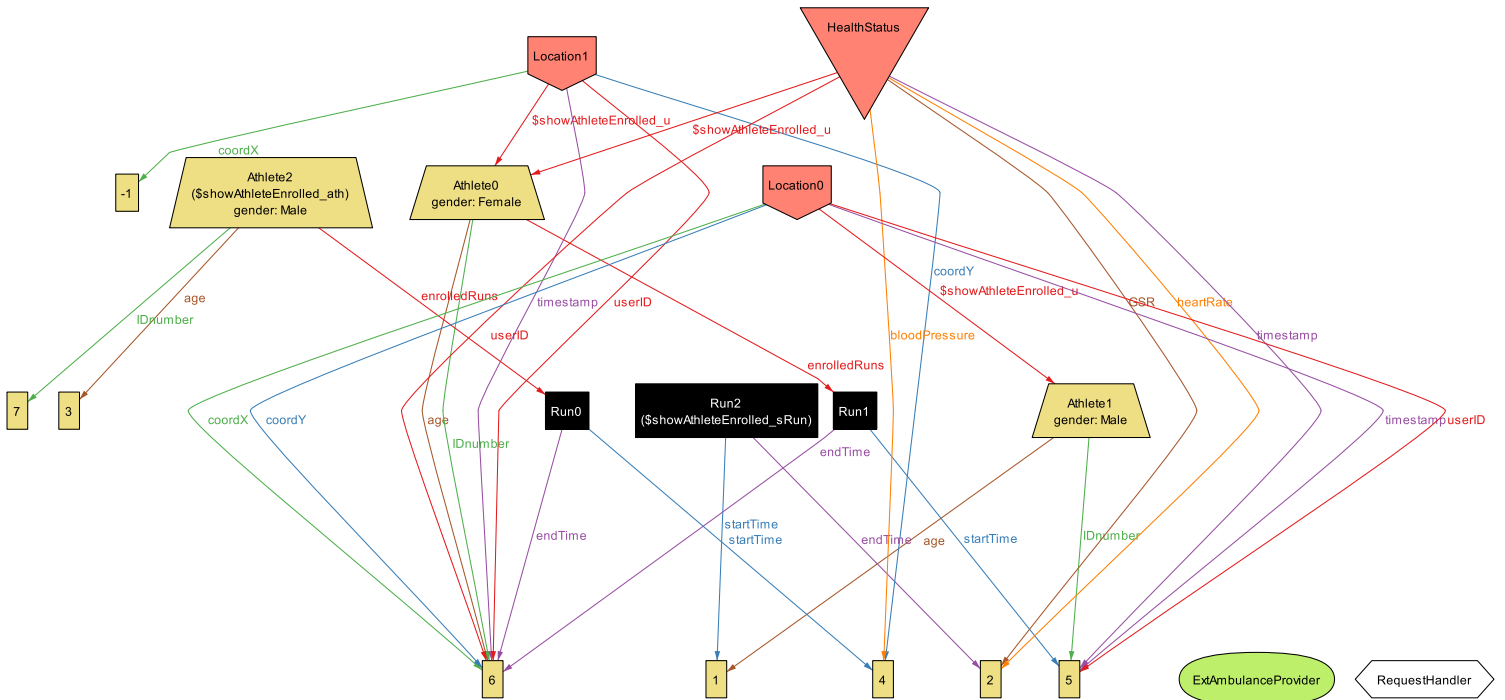 HealthStatus
Location1
$showAthleteEnrolled_u
$showAthleteEnrolled_u
coordX
-1
Athlete2
($showAthleteEnrolled_ath)
gender: Male
Athlete0
gender: Female
Location0
coordY
$showAthleteEnrolled_u
enrolledRuns
timestamp
userID
GSR
heartRate
age
IDnumber
userID
bloodPressure
timestamp
enrolledRuns
7
3
coordX
coordY
age
IDnumber
Run0
Run2
($showAthleteEnrolled_sRun)
Run1
Athlete1
gender: Male
timestamp
userID
endTime
endTime
startTime
startTime
endTime
age
startTime
IDnumber
6
1
4
2
5
ExtAmbulanceProvider
RequestHandler